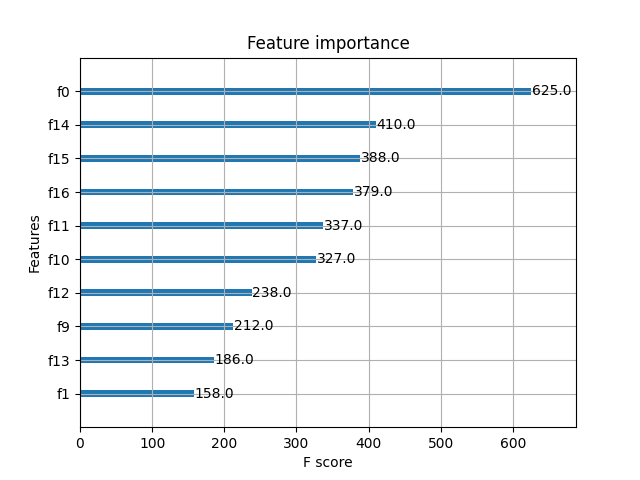 Feature importance
f0 625.0
f14 410.0
f15 388.0
f16 379.0
f11 337.0
f10 327.0
f12 238.0
f9 212.0
f13 186.0
f1 158.0
Features
0 100 200 300 400 500 600
F score